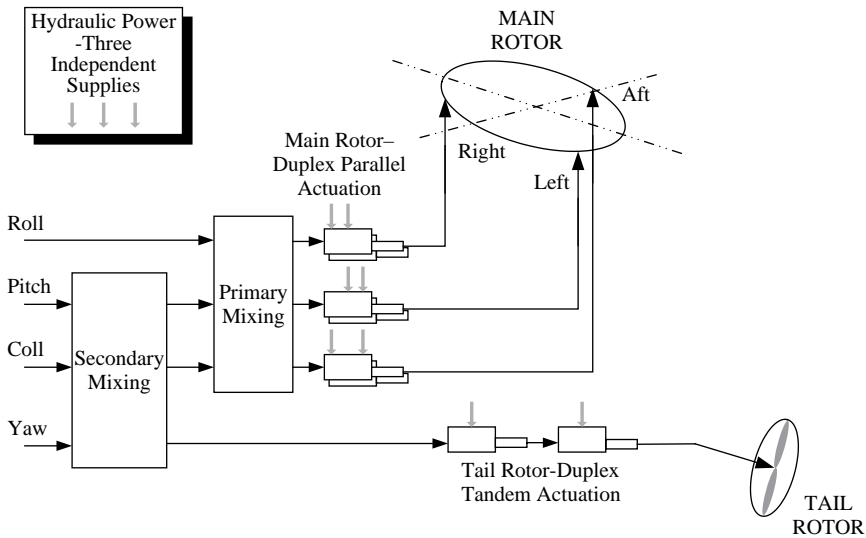 Hydraulic Power
-Three
Independent
Supplies
MAIN
ROTOR
Aft
Right
Left
Main Rotor–
Duplex Parallel
Actuation
Roll
Pitch
Coll
Yaw
Primary
Mixing
Secondary
Mixing
Tail Rotor-Duplex
Tandem Actuation
TAIL
ROTOR